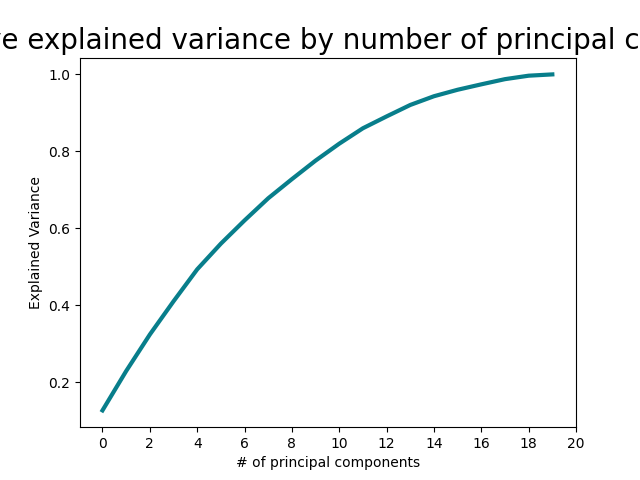 explained variance by number of principal
1.0
0.8
0.6
0.4
0.2
Explained Variance
0 2 4 6 8 10 12 14 16 18 20
# of principal components